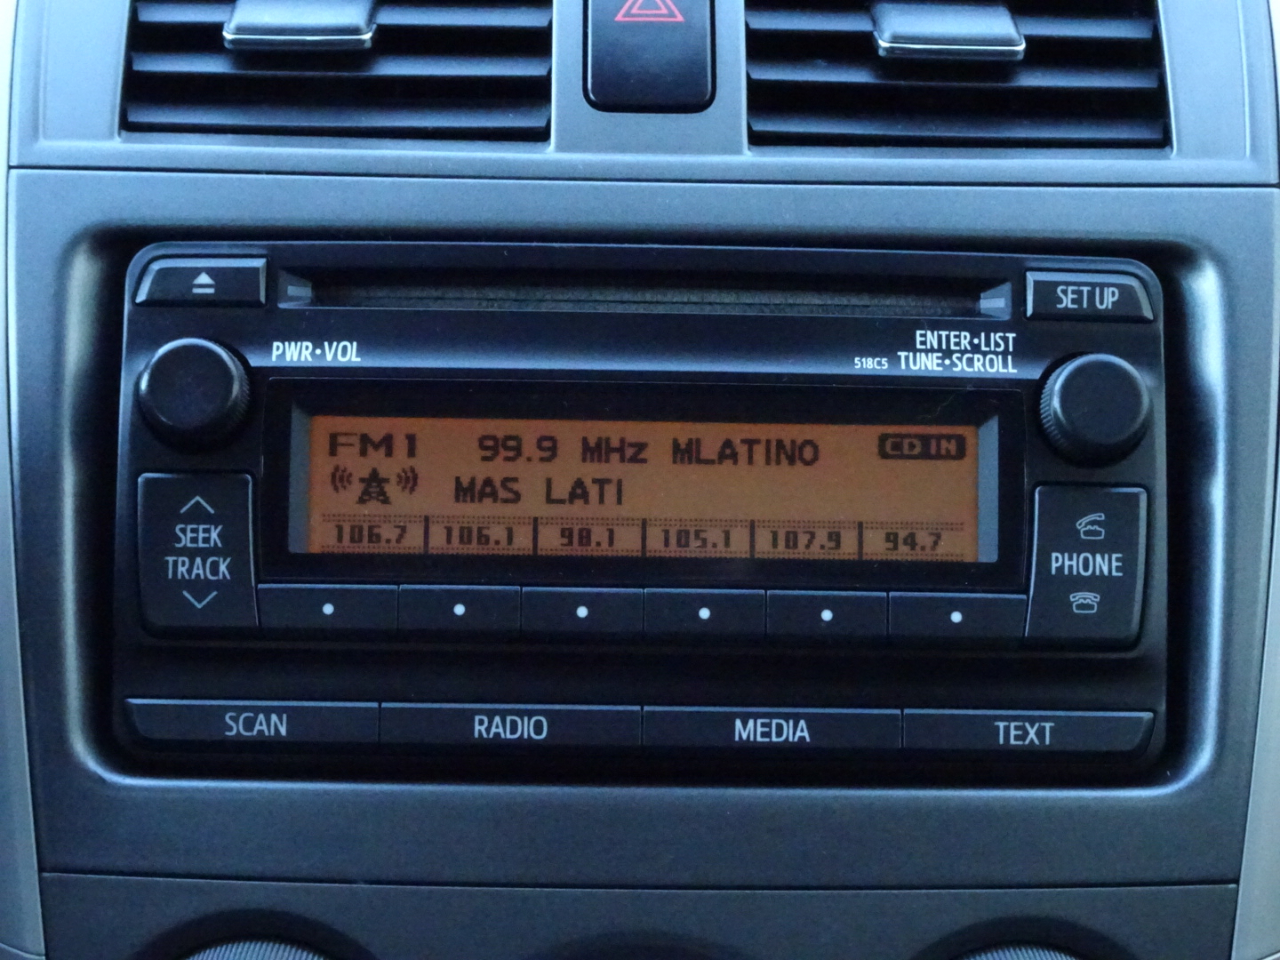 SET UP
PWR•VOL
ENTER•LIST
518C5 TUNE•SCROLL
FM1 99.9 MHz MLATINO CD IN
MAS LATI
106.7 106.1 98.1 105.1 107.9 94.7
SEEK
TRACK
PHONE
SCAN RADIO MEDIA TEXT